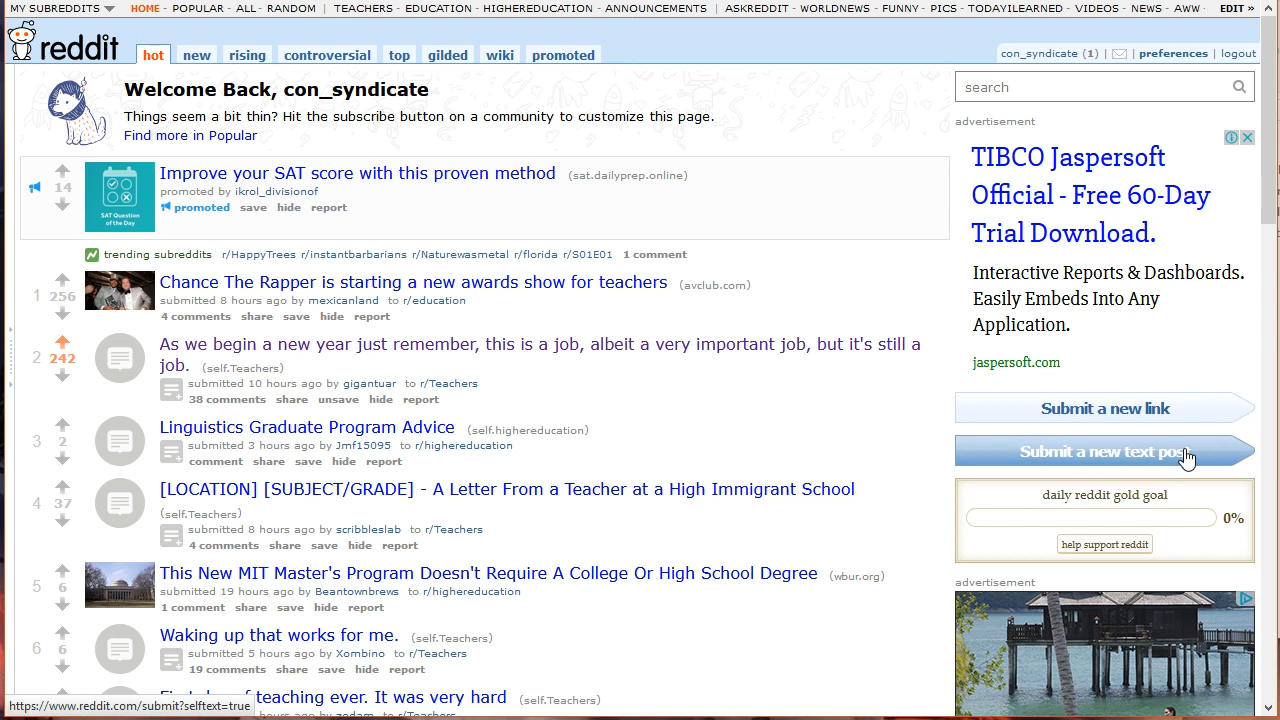 MY SUBREDDITS HOME - POPULAR - ALL - RANDOM | TEACHERS - EDUCATION - HIGHEREDUCATION - ANNOUNCEMENTS | ASKREDDIT - WORLDNEWS - FUNNY - PICS - TODAYILEARNED - VIDEOS - NEWS - AWW EDIT »
reddit hot new rising controversial top gilded wiki promoted con_syndicate (1) | | preferences | logout
Welcome Back, con_syndicate
Things seem a bit thin? Hit the subscribe button on a community to customize this page.
Find more in Popular
14
SAT Question
of the Day
Improve your SAT score with this proven method (sat.dailyprep.online)
promoted by ikrol_divisionof
promoted save hide report
trending subreddits r/HappyTrees r/instantbarbarians r/Naturewasmetal r/florida r/S01E01 1 comment
1 256 Chance The Rapper is starting a new awards show for teachers (avclub.com)
submitted 8 hours ago by mexicanland to r/education
4 comments share save hide report
2 242 As we begin a new year just remember, this is a job, albeit a very important job, but it's still a
job. (self.Teachers)
submitted 10 hours ago by gigantuar to r/Teachers
38 comments share unsave hide report
3 2 Linguistics Graduate Program Advice (self.highereducation)
submitted 3 hours ago by Jmf15095 to r/highereducation
comment share save hide report
4 37 [LOCATION] [SUBJECT/GRADE] - A Letter From a Teacher at a High Immigrant School
(self.Teachers)
submitted 8 hours ago by scribbleslab to r/Teachers
4 comments share save hide report
5 6 This New MIT Master's Program Doesn't Require A College Or High School Degree (wbur.org)
submitted 19 hours ago by Beantownbrews to r/highereducation
1 comment share save hide report
6 6 Waking up that works for me. (self.Teachers)
submitted 5 hours ago by Xombino to r/Teachers
19 comments share save hide report
teaching ever. It was very hard (self.Teachers)
https://www.reddit.com/submit?selftext=true
search
advertisement
TIBCO Jaspersoft
Official - Free 60-Day
Trial Download.
Interactive Reports & Dashboards.
Easily Embeds Into Any
Application.
jaspersoft.com
Submit a new link
Submit a new text pos
daily reddit gold goal
0%
help support reddit
advertisement